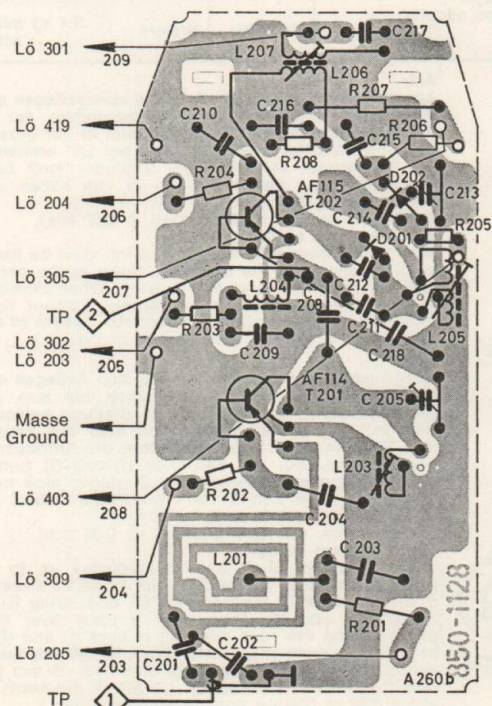 Lö 301
209
C217
L207
L206
R207
Lö 419
C210
C216
R206
C215
R208
R204
AF115
T202
D202
C213
Lö 204
206
C214
R205
D201
Lö 305
207
L204
C212
TP
2
C
208
C211
L205
Lö 302
Lö 203
205
R203
C209
C218
AF114
T201
C205
Masse
Ground
L203
Lö 403
208
R202
C204
Lö 309
204
L201
C203
R201
850-1128
Lö 205
203
C201
C202
A260b
TP
1